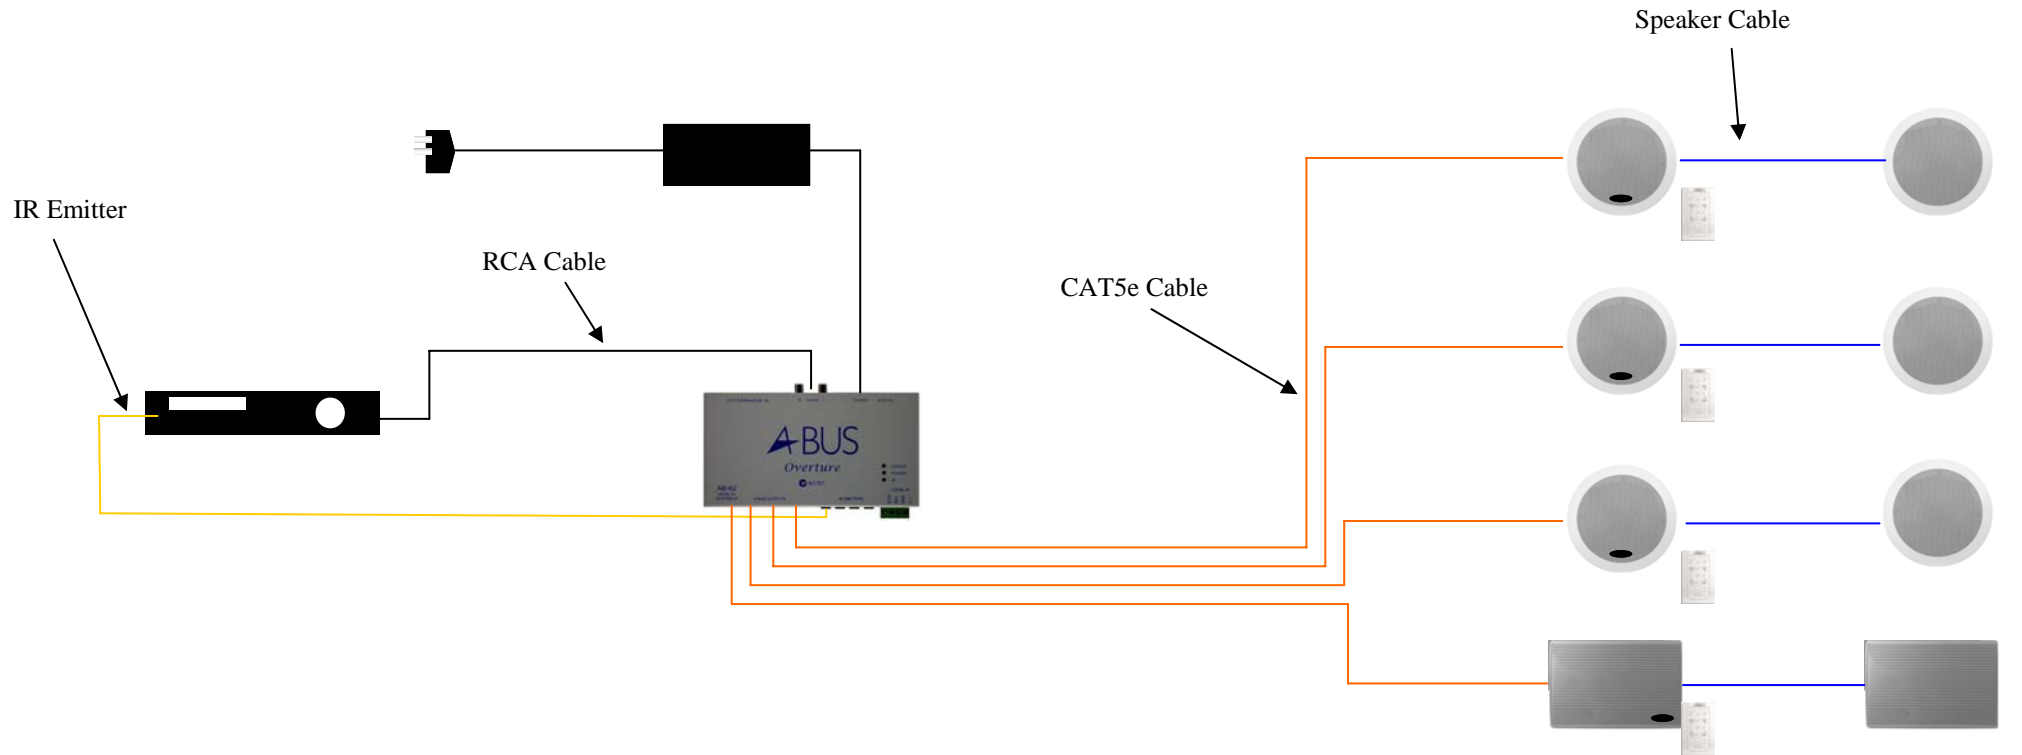 Speaker Cable
IR Emitter
RCA Cable
CAT5e Cable
A-BUS
Overture